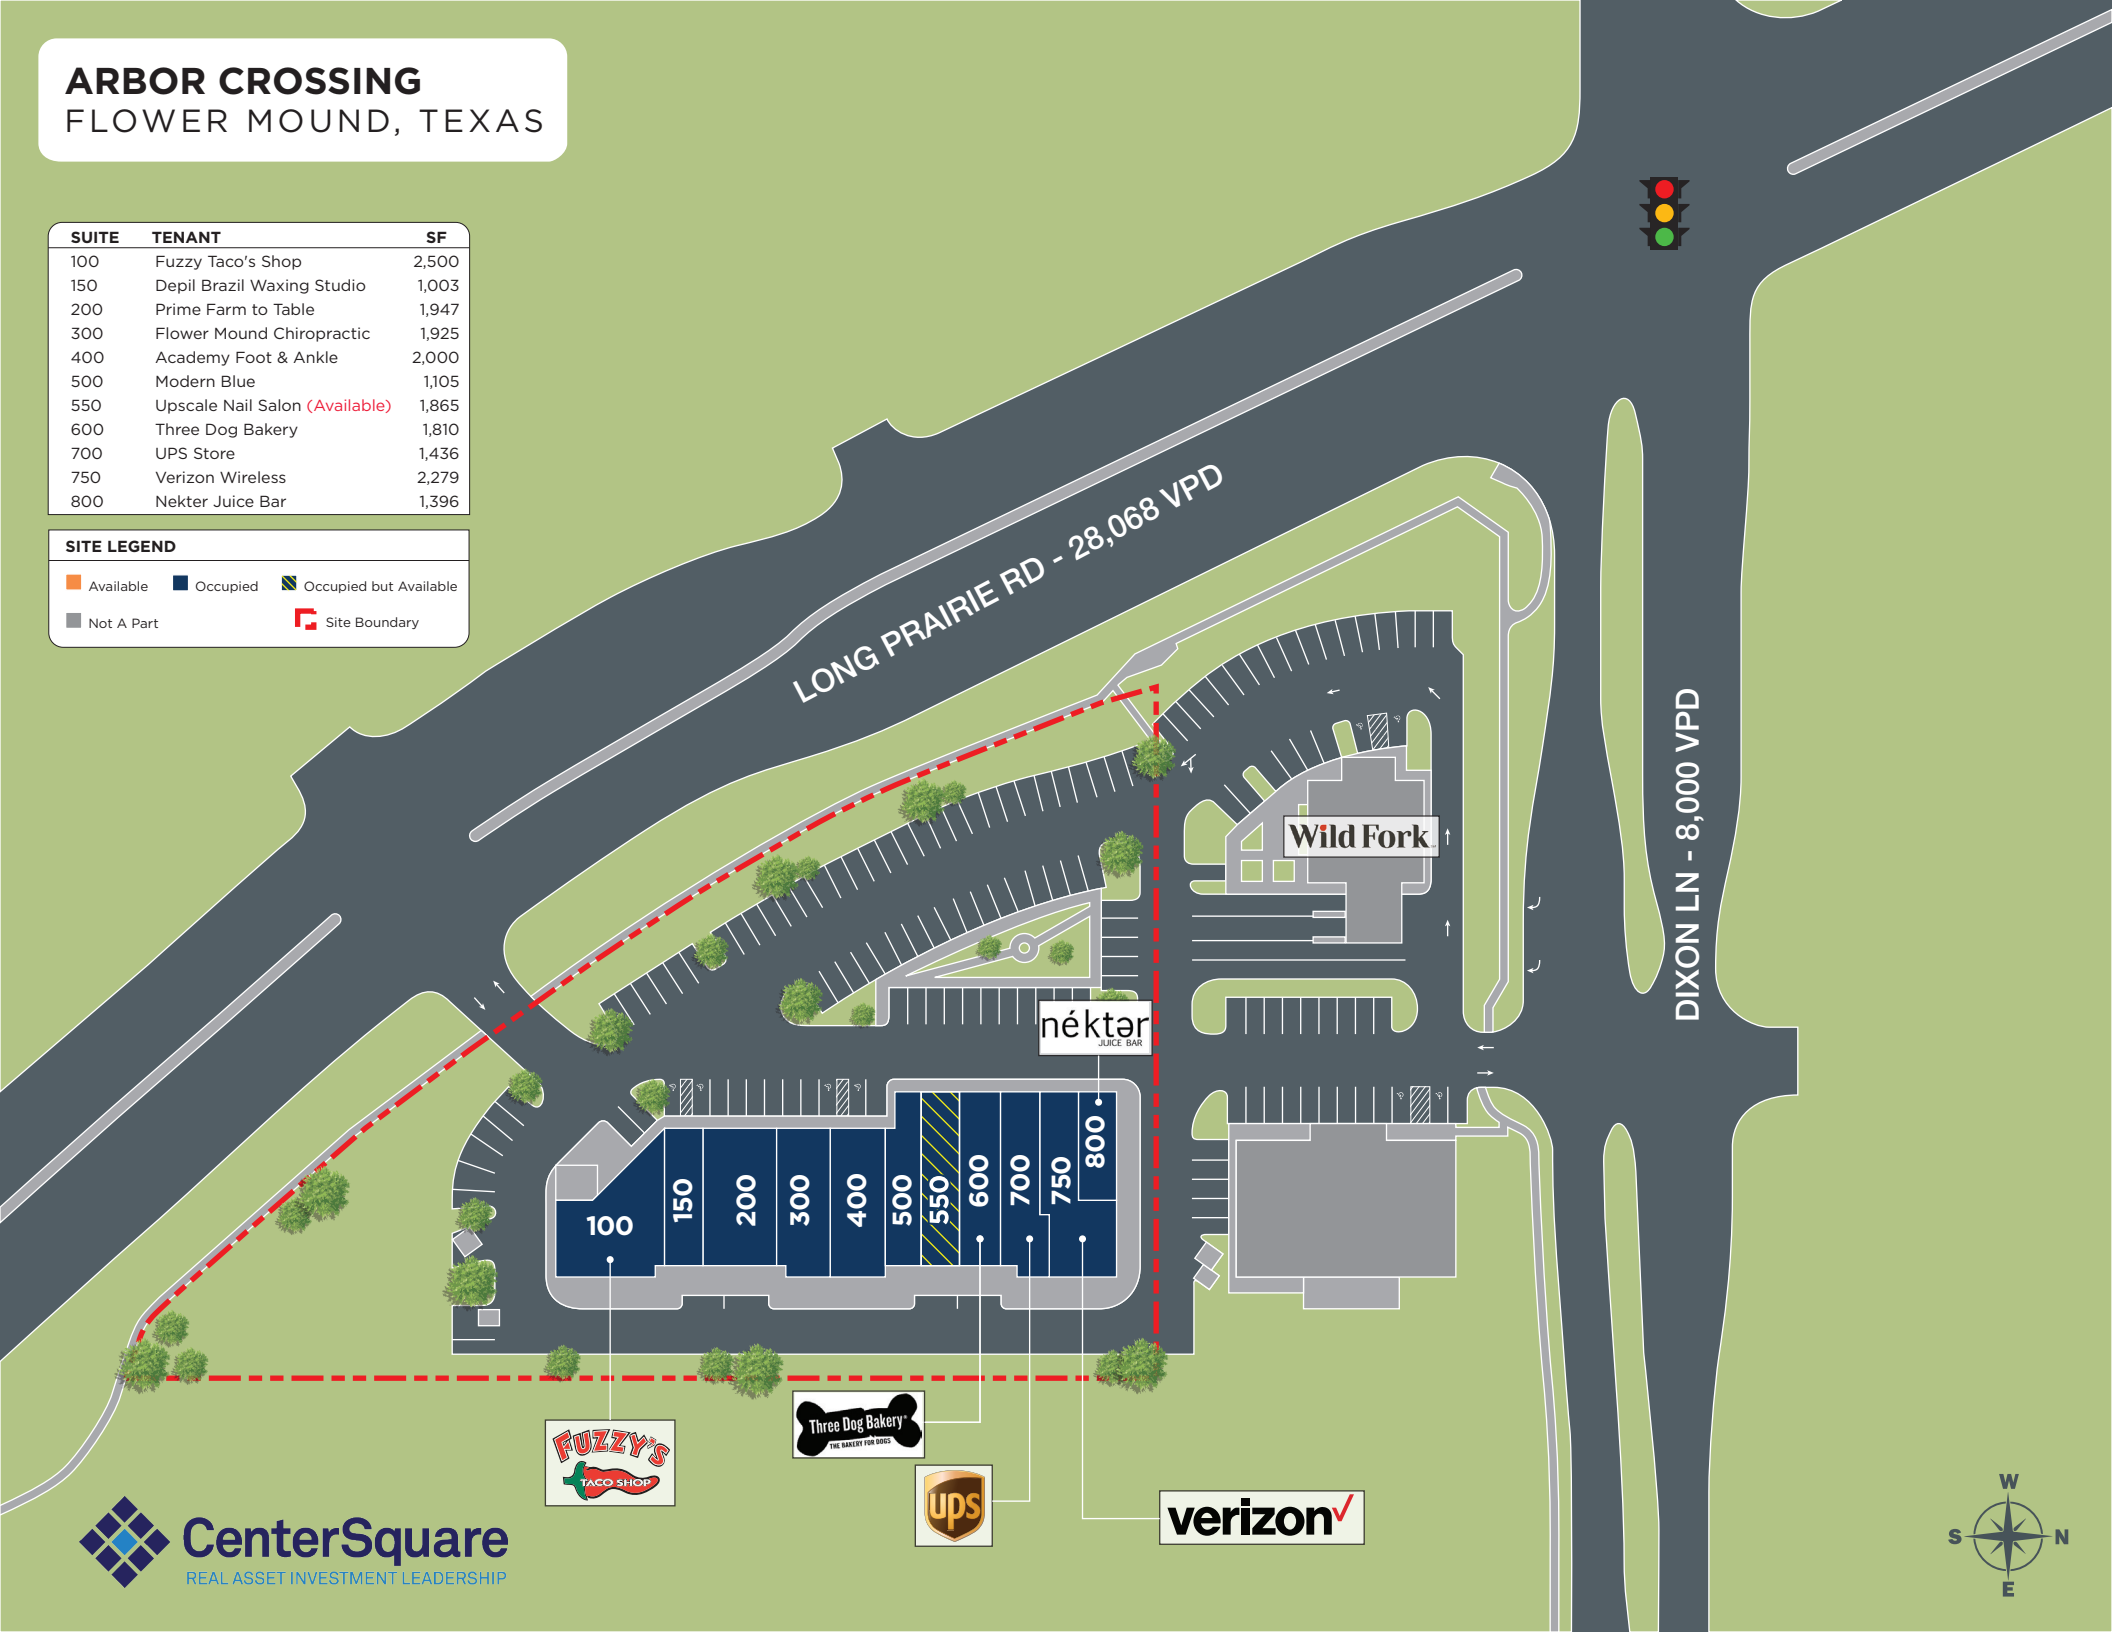 ARBOR CROSSING
FLOWER MOUND, TEXAS
SUITE TENANT SF
100 Fuzzy Taco's Shop 2,500
150 Depil Brazil Waxing Studio 1,003
200 Prime Farm to Table 1,947
300 Flower Mound Chiropractic 1,925
400 Academy Foot & Ankle 2,000
500 Modern Blue 1,105
550 Upscale Nail Salon (Available) 1,865
600 Three Dog Bakery 1,810
700 UPS Store 1,436
750 Verizon Wireless 2,279
800 Nekter Juice Bar 1,396
SITE LEGEND
Available Occupied Occupied but Available
Not A Part Site Boundary
LONG PRAIRIE RD - 28,068 VPD
DIXON LN - 8,000 VPD
Wild Fork
néktər
JUICE BAR
100
150
200
300
400
500
550
600
700
750
800
FUZZY'S
TACO SHOP
Three Dog Bakery®
THE BAKERY FOR DOGS
ups
verizon
CenterSquare
REAL ASSET INVESTMENT LEADERSHIP
W
S N
E